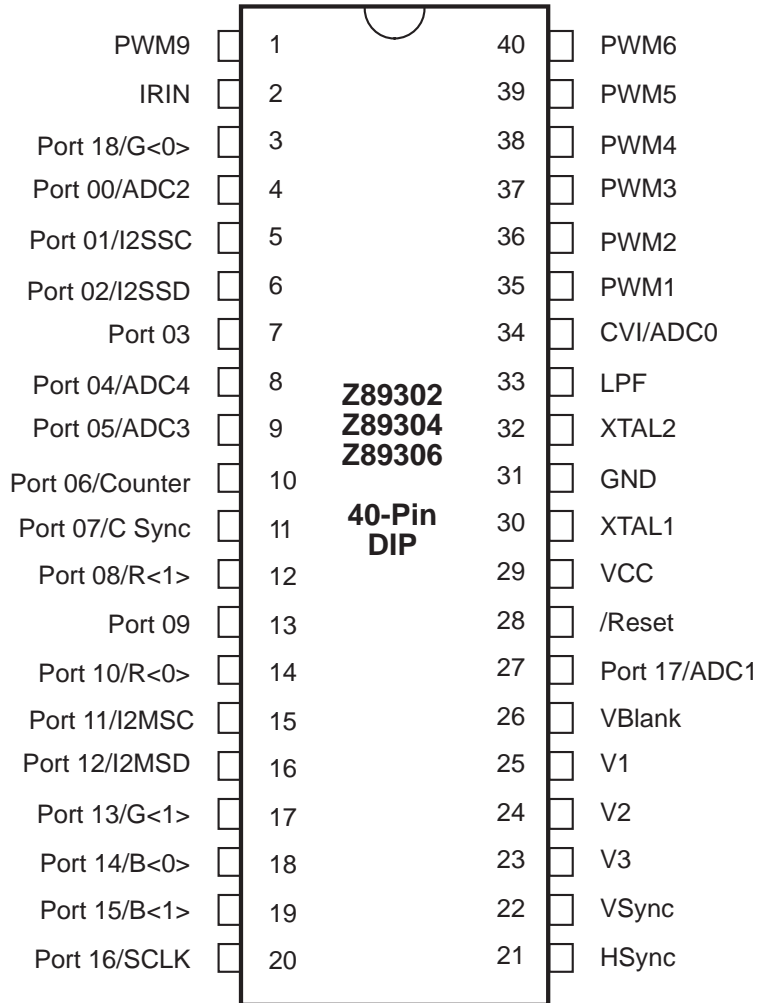 PWM9 1 40 PWM6
IRIN 2 39 PWM5
Port 18/G<0> 3 38 PWM4
Port 00/ADC2 4 37 PWM3
Port 01/I2SSC 5 36 PWM2
Port 02/I2SSD 6 35 PWM1
Port 03 7 34 CVI/ADC0
Port 04/ADC4 8 33 LPF
Z89302
Port 05/ADC3 9 32 XTAL2
Z89304
Z89306
Port 06/Counter 10 31 GND
40-Pin
Port 07/C Sync 11 30 XTAL1
DIP
Port 08/R<1> 12 29 VCC
Port 09 13 28 /Reset
Port 10/R<0> 14 27 Port 17/ADC1
Port 11/I2MSC 15 26 VBlank
Port 12/I2MSD 16 25 V1
Port 13/G<1> 17 24 V2
Port 14/B<0> 18 23 V3
Port 15/B<1> 19 22 VSync
Port 16/SCLK 20 21 HSync